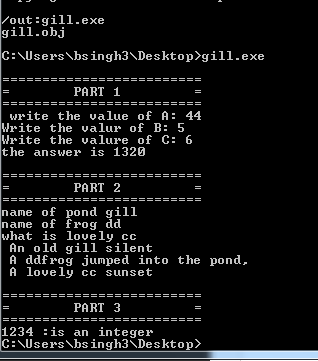 /out:gill.exe
gill.obj
C:\Users\bsingh3\Desktop>gill.exe
=======================
= PART 1 =
=======================
write the value of A: 44
Write the valur of B: 5
Write the valure of C: 6
the answer is 1320
=======================
= PART 2 =
=======================
name of pond gill
name of frog dd
what is lovely cc
An old gill silent
A ddfrog jumped into the pond,
A lovely cc sunset
=======================
= PART 3 =
=======================
1234 :is an integer
C:\Users\bsingh3\Desktop>